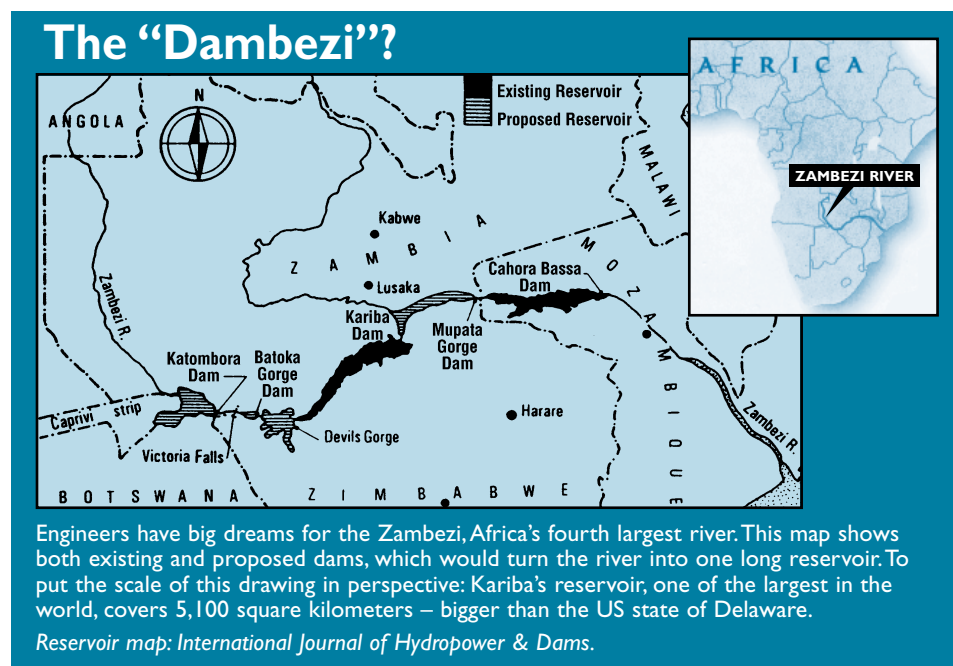 The “Dambezi”?
AFRICA
ZAMBEZI RIVER
Existing Reservoir
Proposed Reservoir
N
ANGOLA
MALAWI
Kabwe
ZAMBIA
MOZAMBIQUE
Lusaka
Cahora Bassa
Dam
Zambezi R.
Kariba
Dam
Mupata
Gorge
Dam
Katombora
Dam
Batoka
Gorge
Dam
Caprivi strip
Harare
Devils Gorge
Zambezi R.
Victoria Falls
BOTSWANA
ZIMBABWE
Engineers have big dreams for the Zambezi, Africa’s fourth largest river. This map shows
both existing and proposed dams, which would turn the river into one long reservoir. To
put the scale of this drawing in perspective: Kariba’s reservoir, one of the largest in the
world, covers 5,100 square kilometers – bigger than the US state of Delaware.
Reservoir map: International Journal of Hydropower & Dams.